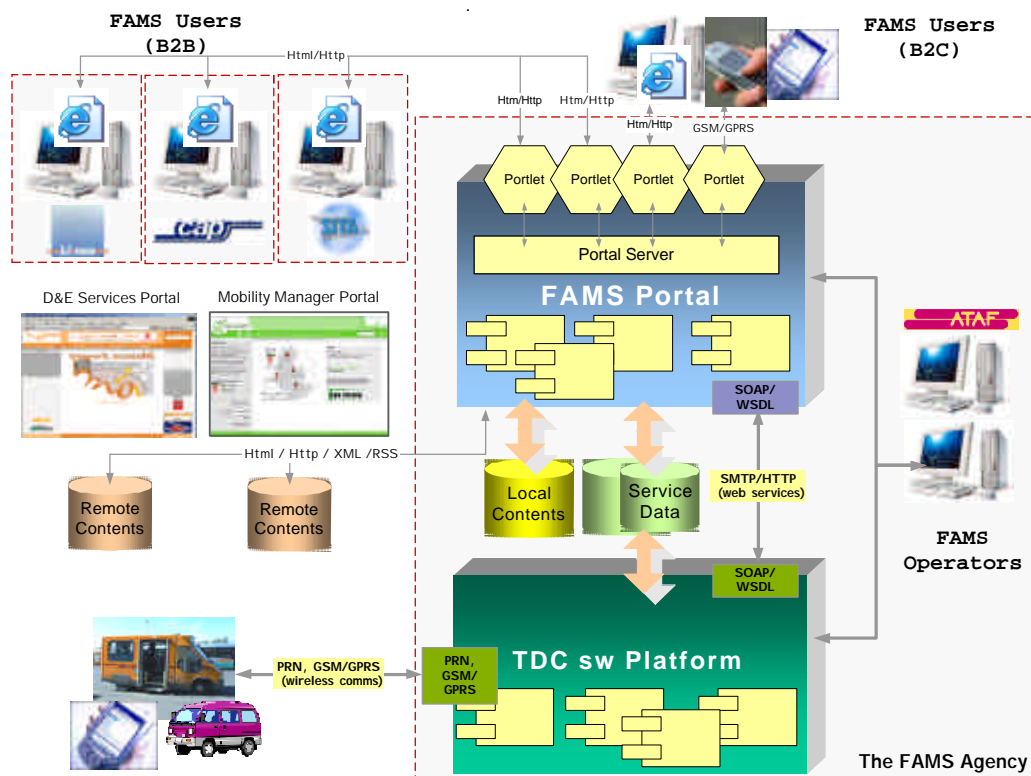 FAMS Users
(B2B)
FAMS Users
(B2C)
Html/Http
Htm/Http
Htm/Http
Htm/Http
GSM/GPRS
Portlet
Portlet
Portlet
Portlet
cap
SITA
Portal Server
FAMS Portal
D&E Services Portal
Mobility Manager Portal
ATAF
SOAP/
WSDL
Html / Http / XML /RSS
Remote
Contents
Remote
Contents
Local
Contents
Service
Data
SMTP/HTTP
(web services)
FAMS
Operators
SOAP/
WSDL
TDC sw Platform
PRN, GSM/GPRS
(wireless comms)
PRN,
GSM/
GPRS
The FAMS Agency